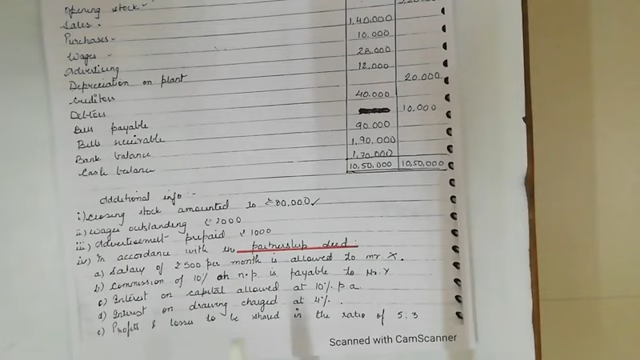 Opening stock -
Sales -
Purchases - 1,40,000
Wages - 10,000
Advertising 28,000
Depreciation on plant 12,000
Creditors 20,000
Debtors 40,000
Bills payable 10,000
Bills receivable 90,000
Bank balance 1,90,000
Cash balance 1,70,000
10,50,000 10,50,000
Additional info :-
i) Closing stock amounted to ₹ 80,000 ✓
ii) Wages outstanding ₹ 2000
iii) Advertisement prepaid ₹ 1000
iv) In accordance with the partnership deed.
a) Salary of ₹ 500 per month is allowed to mr X.
b) Commission of 10% on n.p. is payable to Mr. Y
c) Interest on capital allowed at 10% p.a
d) Interest on drawing charged at 4%.
e) Profits & losses to be shared in the ratio of 5:3
Scanned with CamScanner